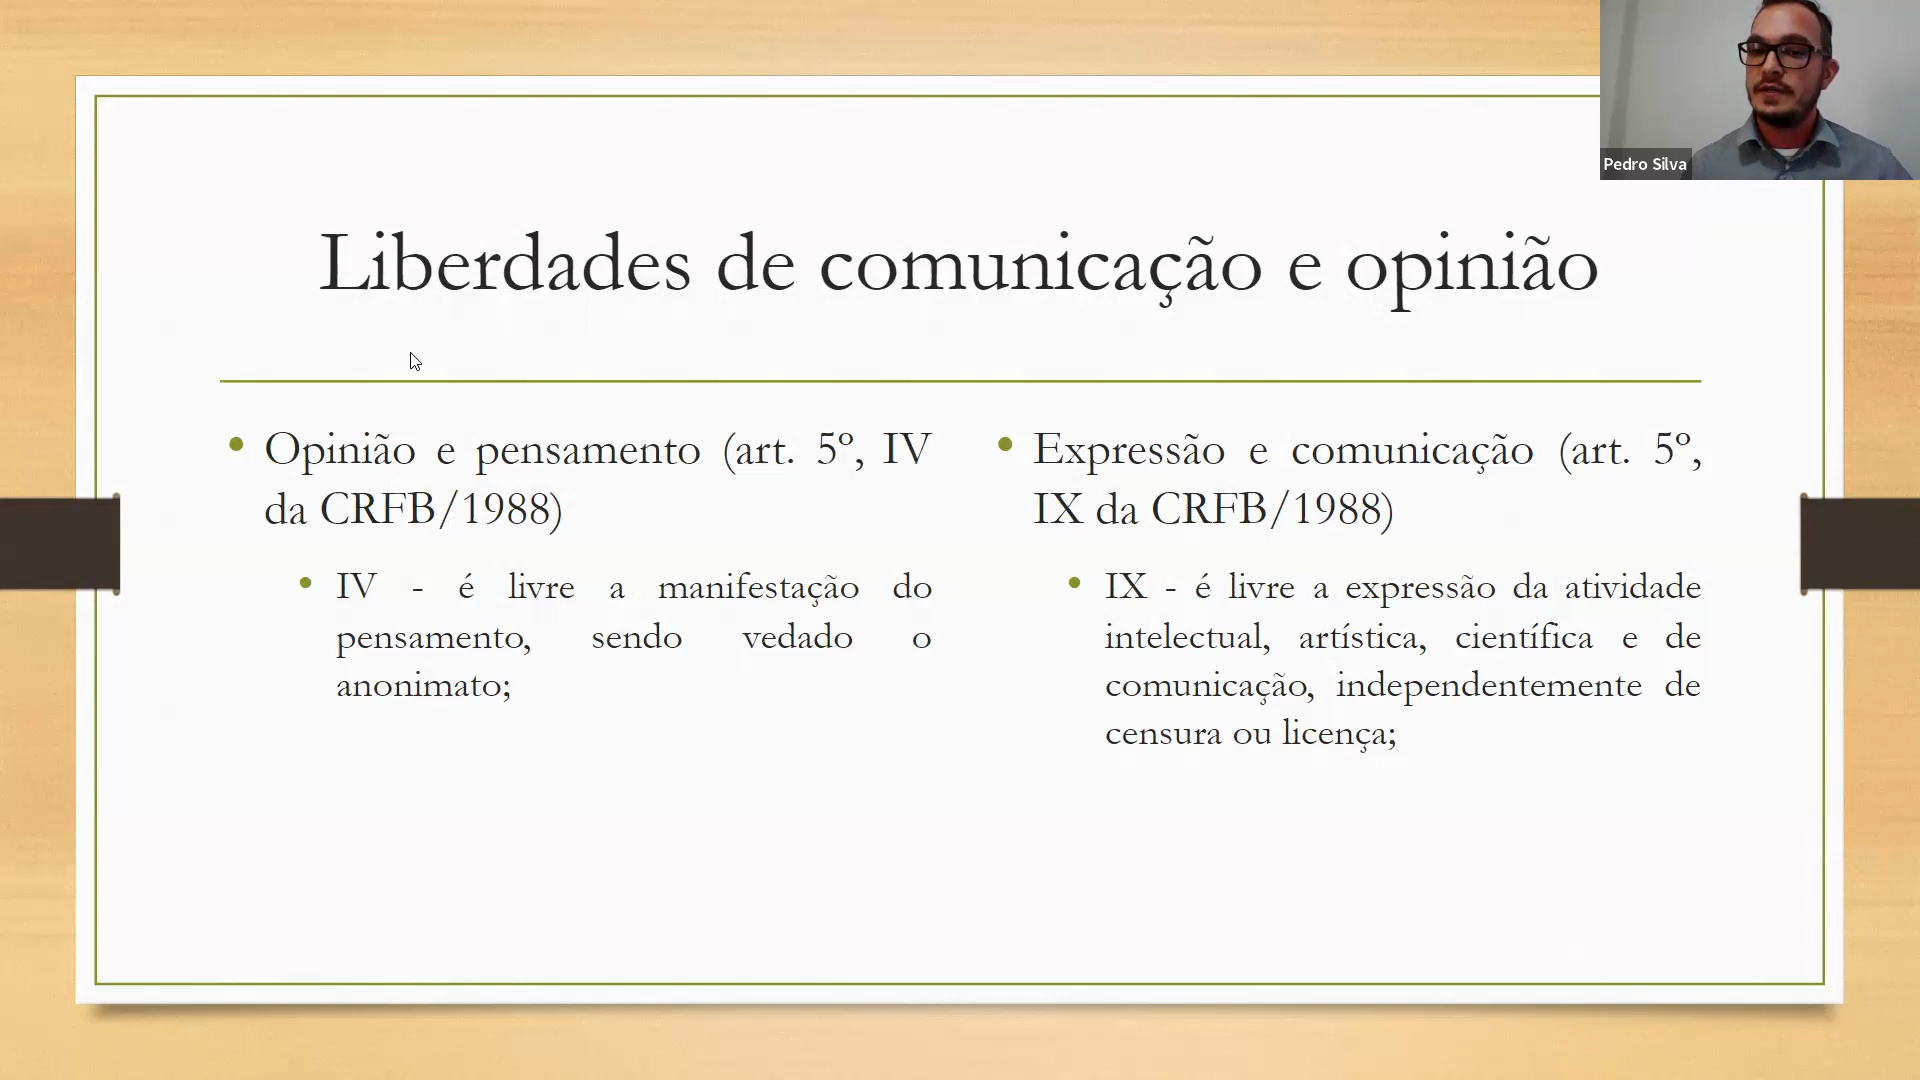 Pedro Silva
Liberdades de comunicação e opinião
• Opinião e pensamento (art. 5º, IV
da CRFB/1988)
• IV - é livre a manifestação do
pensamento, sendo vedado o
anonimato;
• Expressão e comunicação (art. 5º,
IX da CRFB/1988)
• IX - é livre a expressão da atividade
intelectual, artística, científica e de
comunicação, independentemente de
censura ou licença;